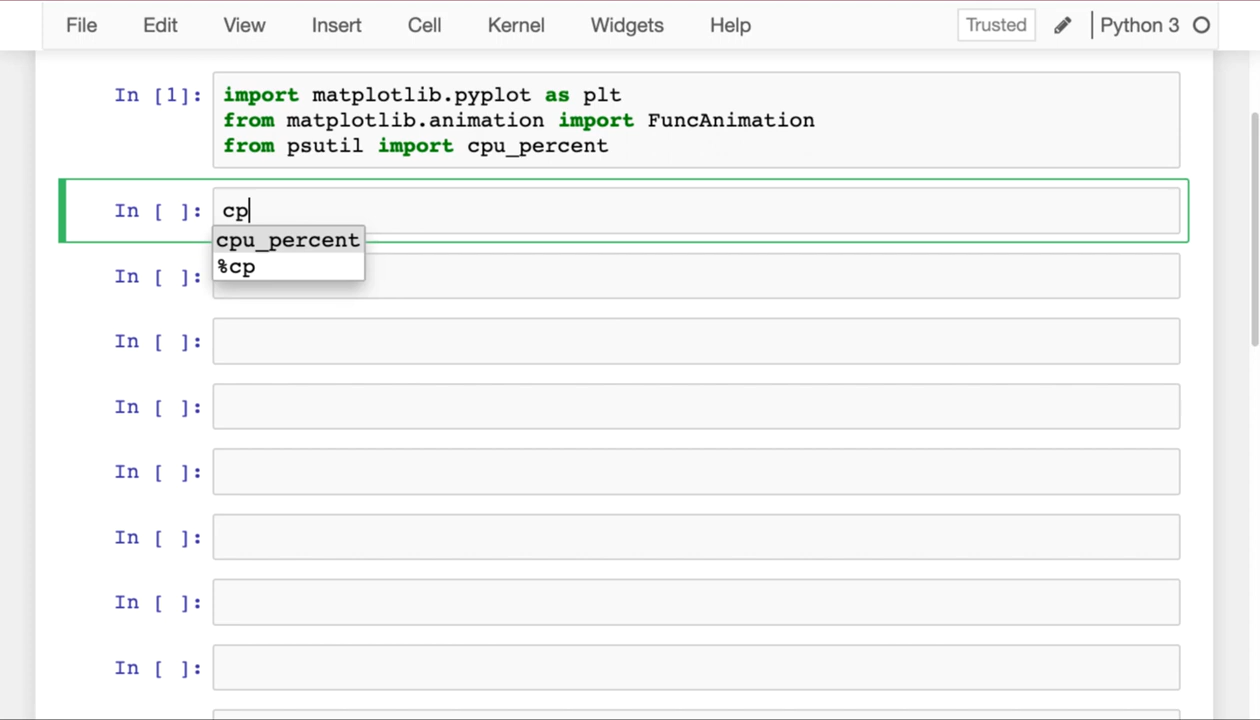 File Edit View Insert Cell Kernel Widgets Help Trusted Python 3
In [1]: import matplotlib.pyplot as plt
from matplotlib.animation import FuncAnimation
from psutil import cpu_percent
In [ ]: cp
cpu_percent
%cp
In [ ]:
In [ ]:
In [ ]:
In [ ]:
In [ ]:
In [ ]:
In [ ]: